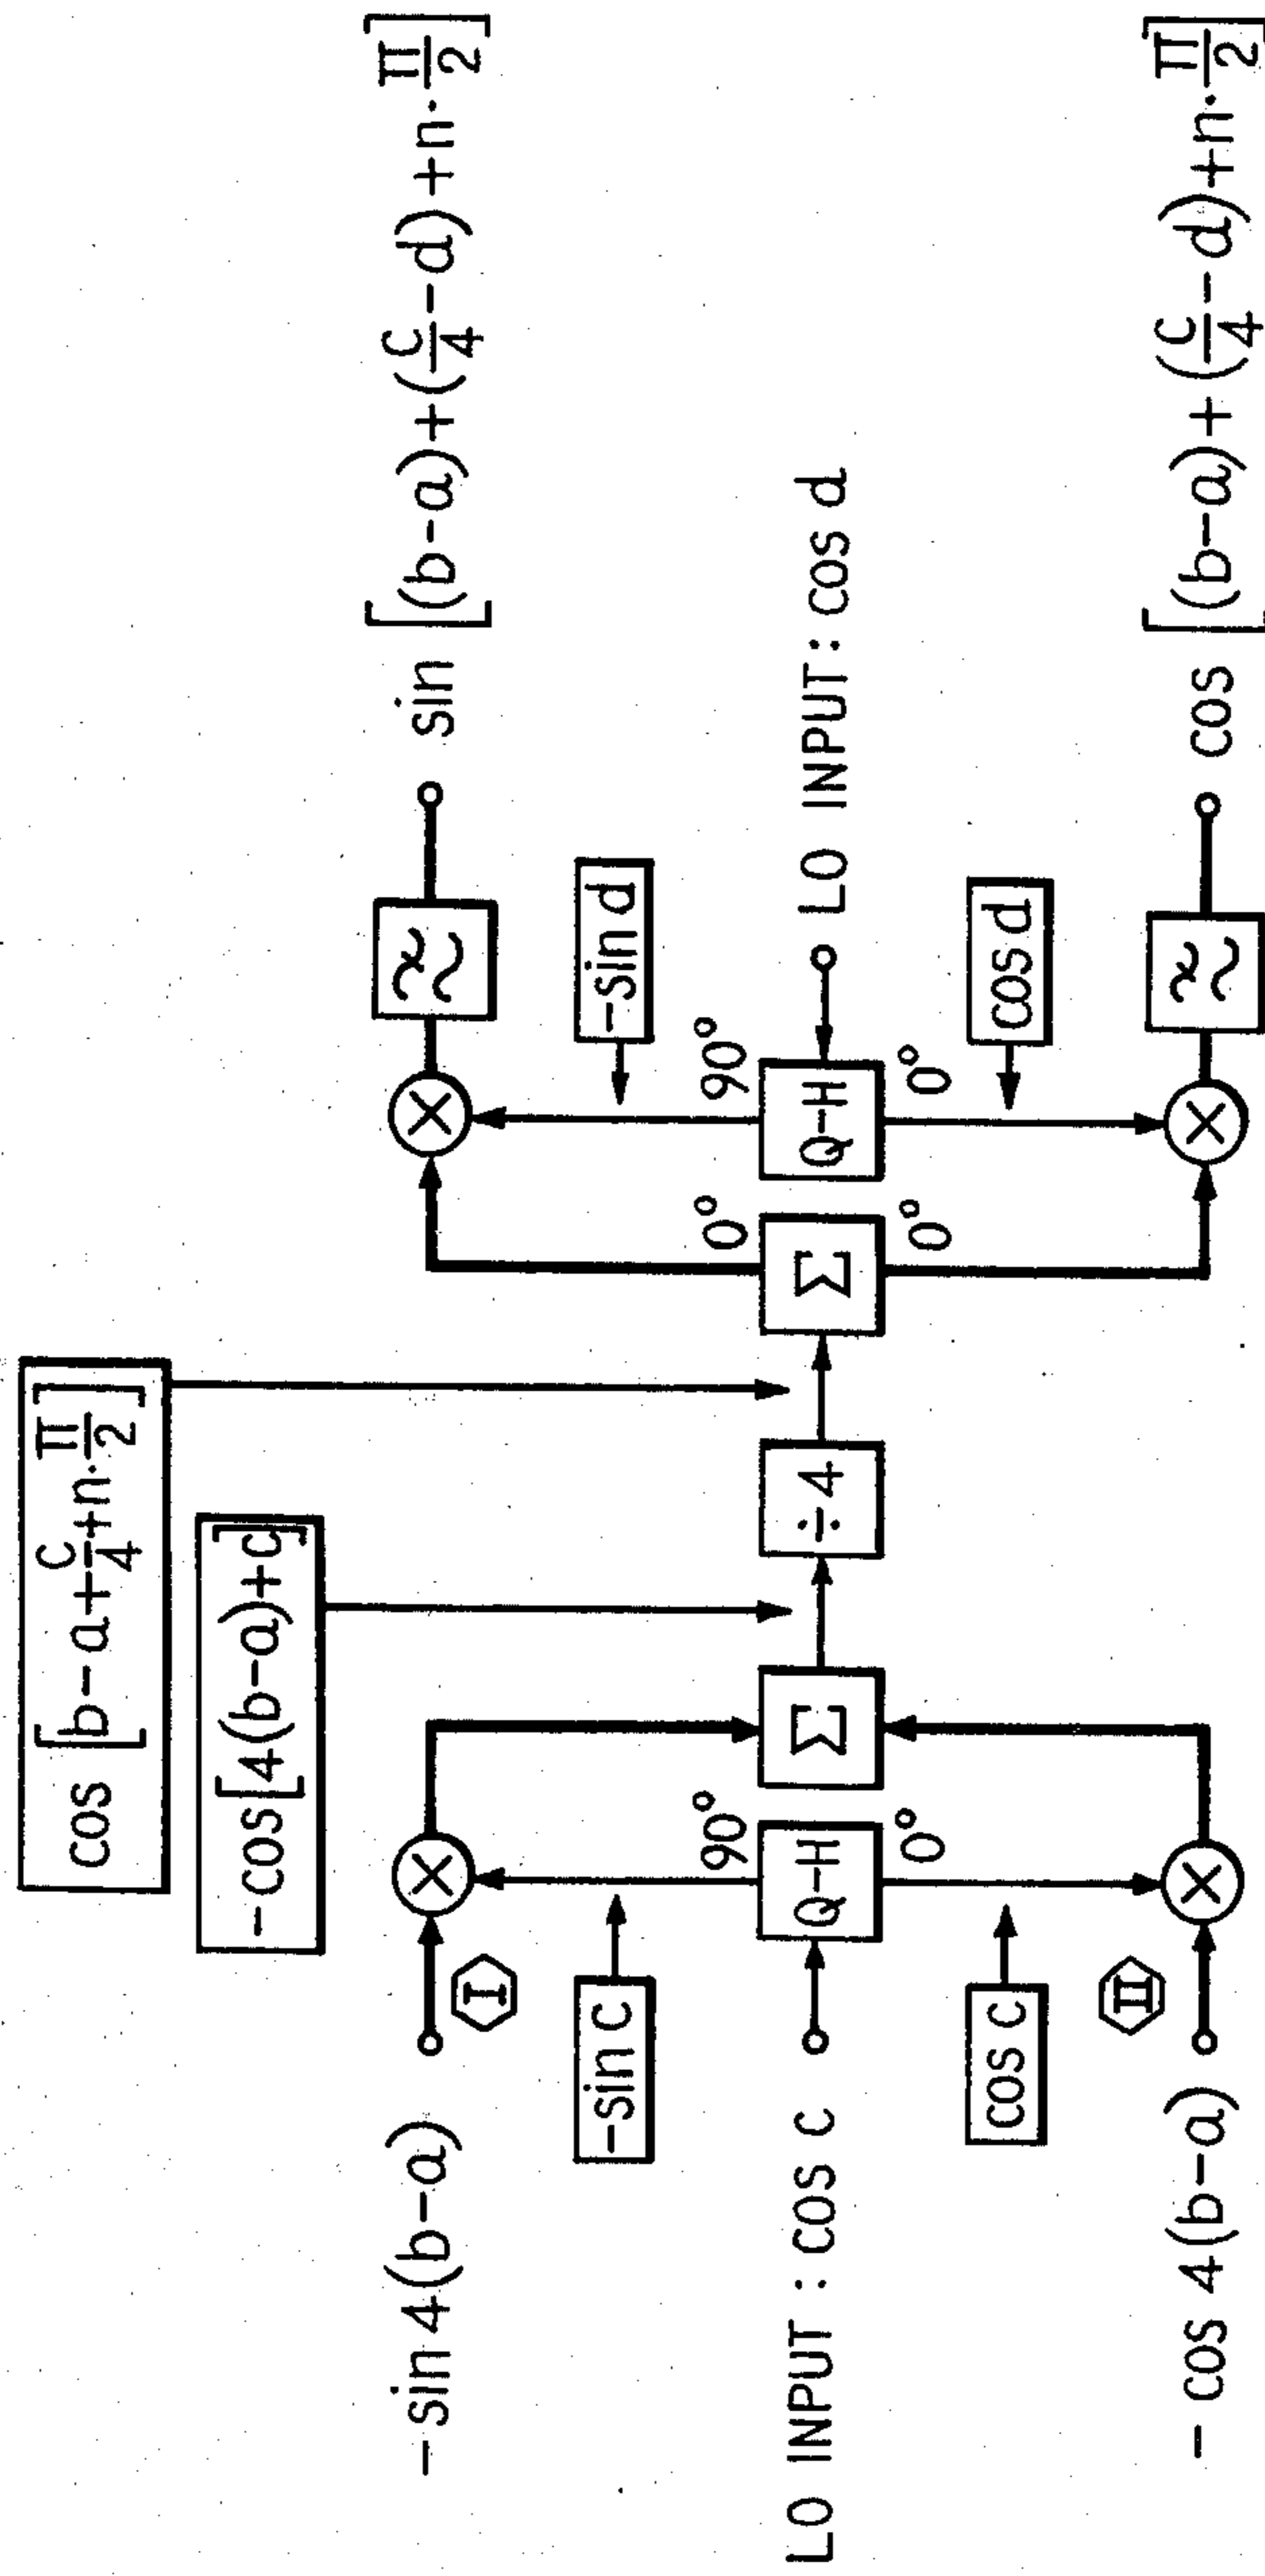 cos [b-a+C/4+n·π/2]
-cos[4(b-a)+c]
-sin 4(b-a)
I
-sin C
LO INPUT : COS C
Q-H
90°
0°
cos C
II
- cos 4(b-a)
Σ
÷4
Σ
0°
0°
Q-H
90°
0°
-sin d
LO INPUT: cos d
cos d
sin [(b-a)+(C/4-d)+n·π/2]
cos [(b-a)+(C/4-d)+n·π/2]